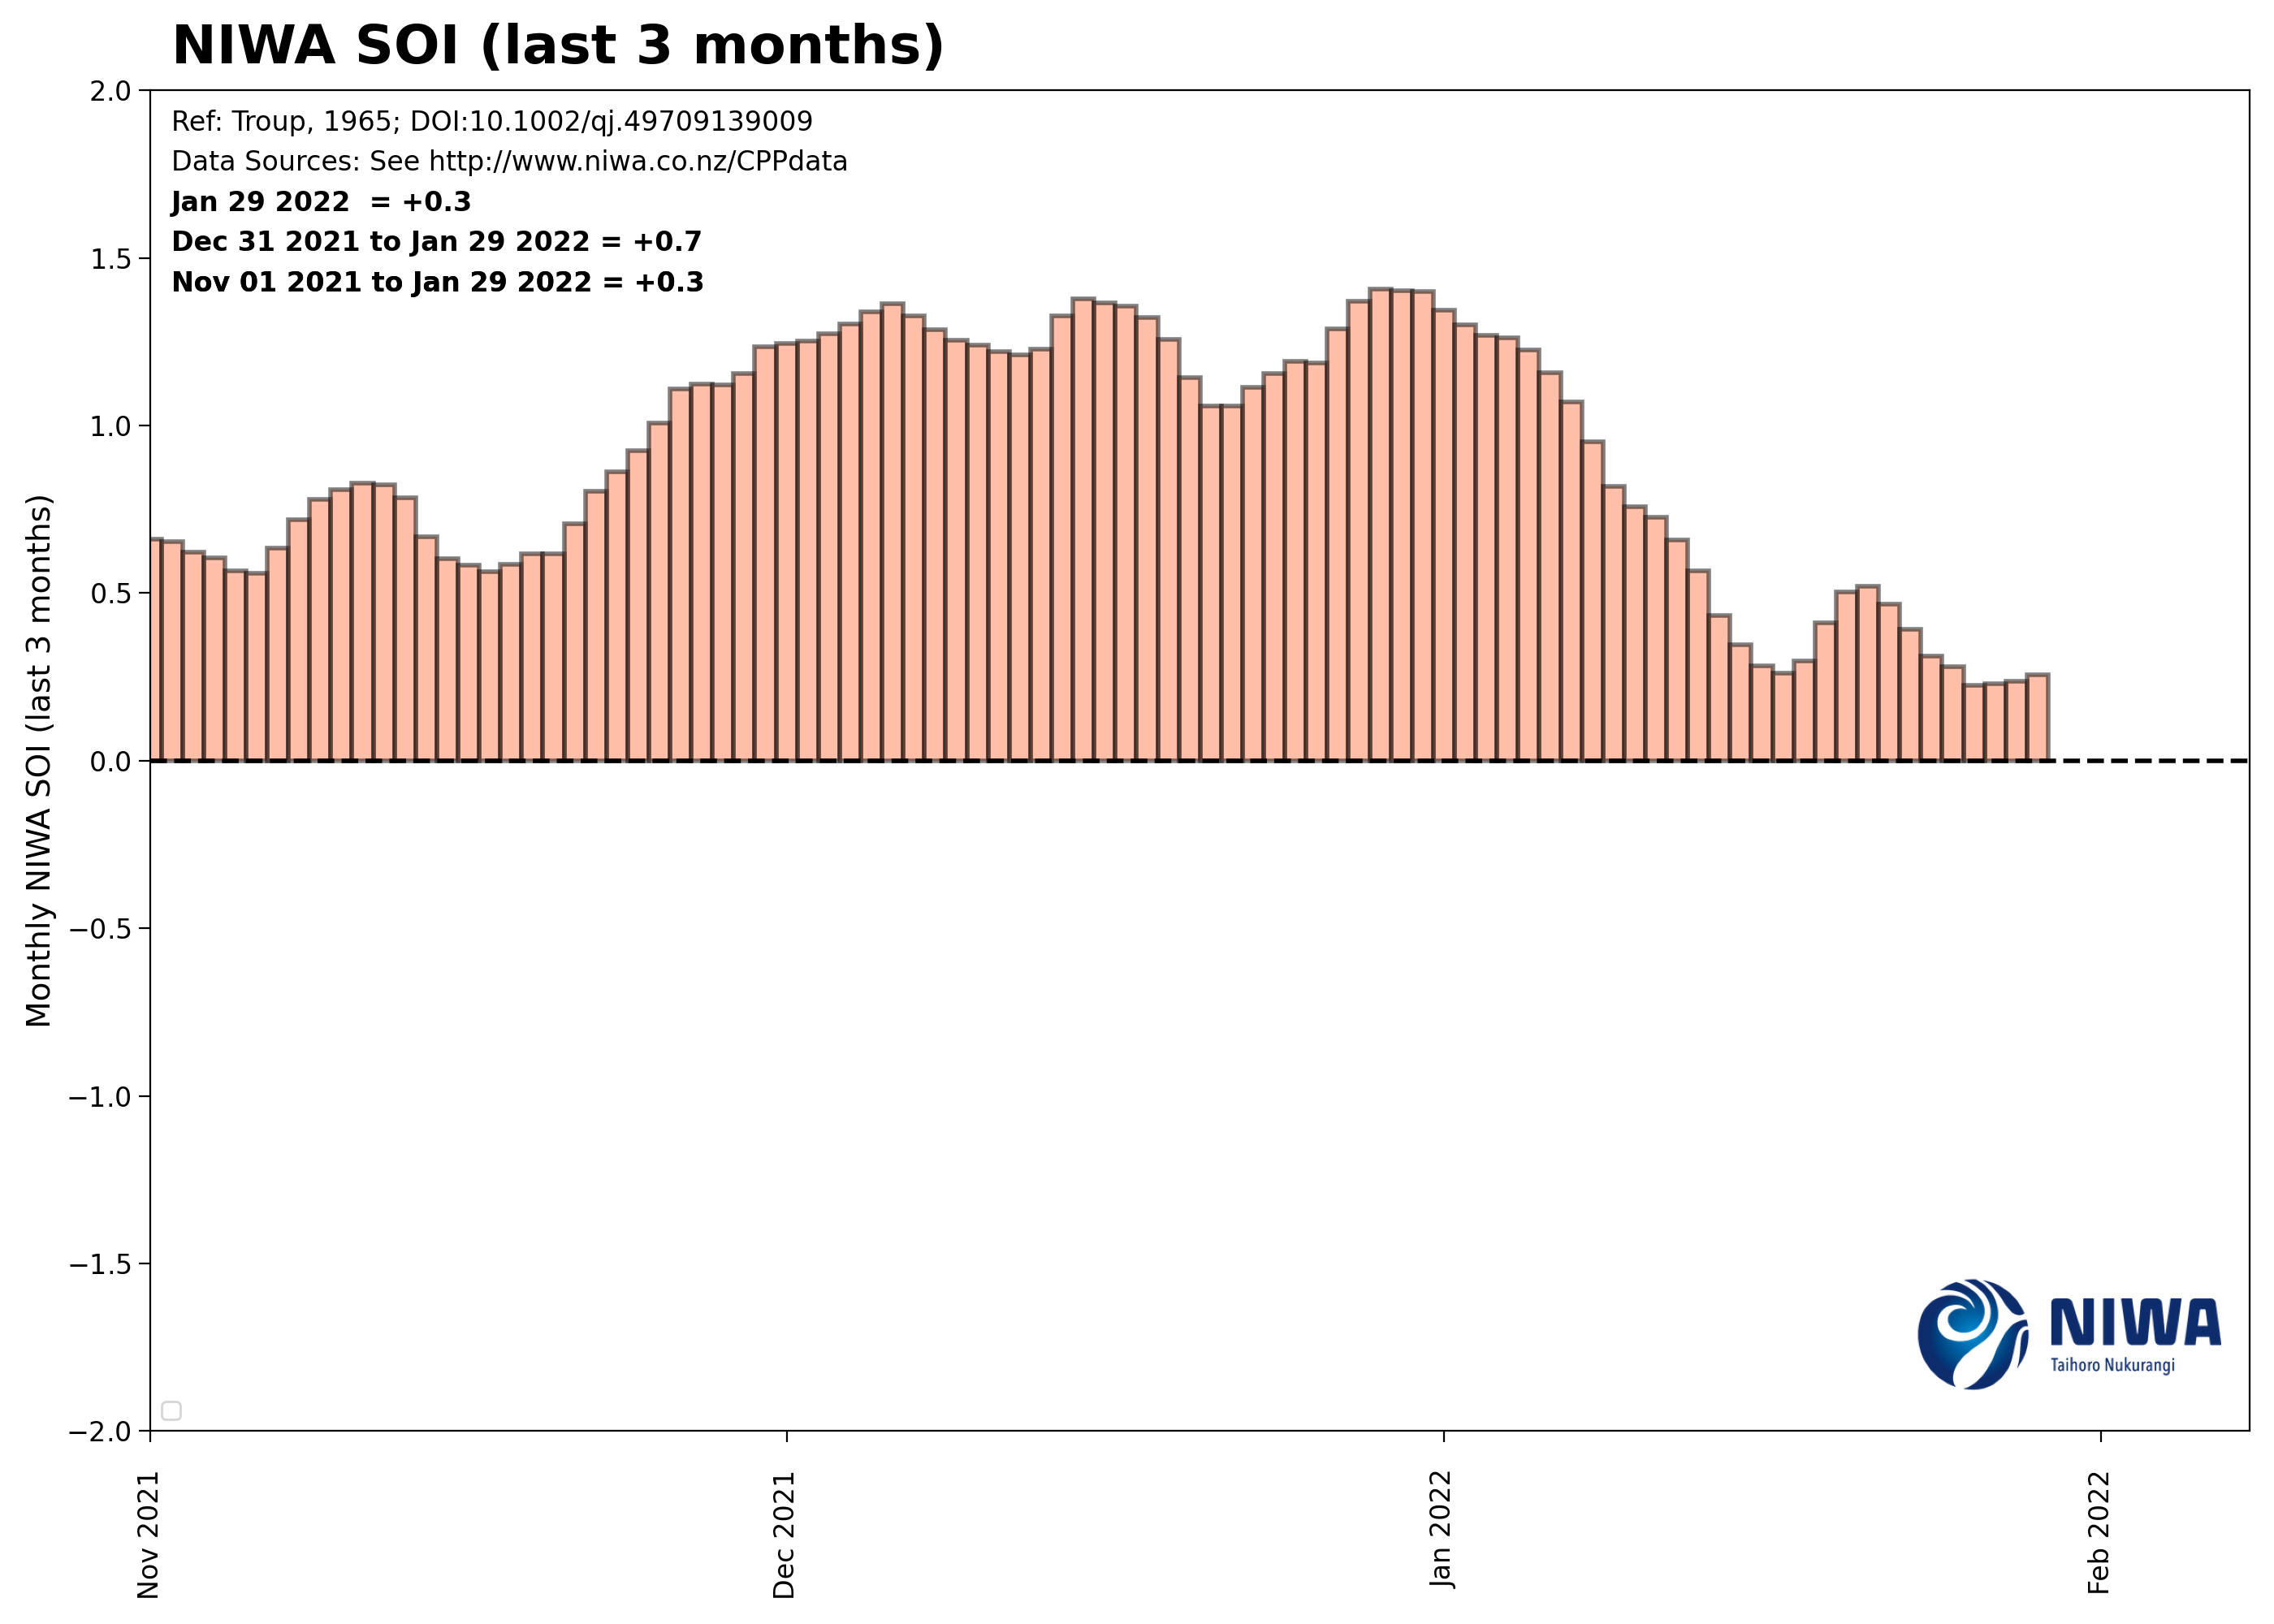 NIWA SOI (last 3 months)
Ref: Troup, 1965; DOI:10.1002/qj.49709139009
Data Sources: See http://www.niwa.co.nz/CPPdata
Jan 29 2022  = +0.3
Dec 31 2021 to Jan 29 2022 = +0.7
Nov 01 2021 to Jan 29 2022 = +0.3
Monthly NIWA SOI (last 3 months)
2.0
1.5
1.0
0.5
0.0
−0.5
−1.0
−1.5
−2.0
NIWA
Taihoro Nukurangi
Nov 2021
Dec 2021
Jan 2022
Feb 2022